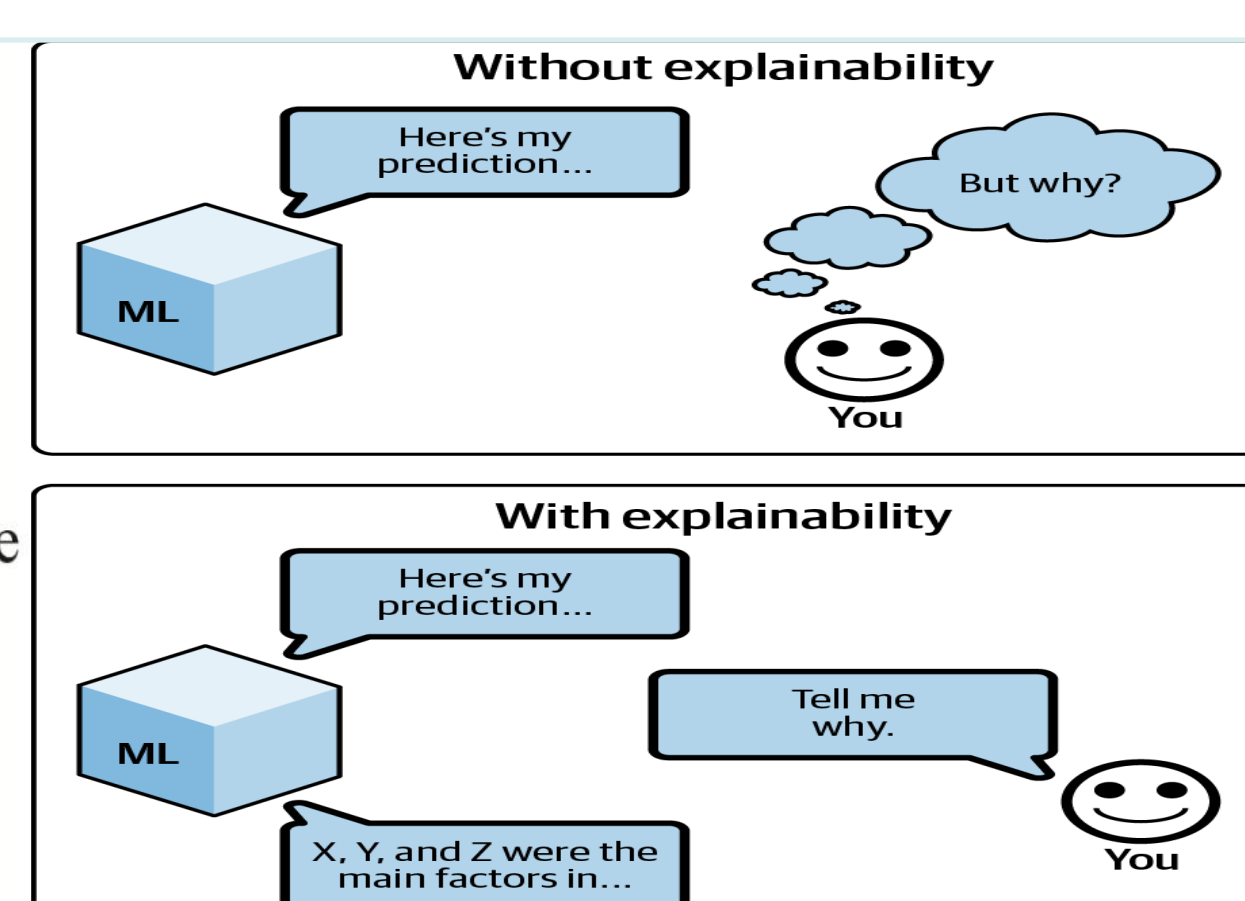 Without explainability
Here's my
prediction...
But why?
ML
You
With explainability
e
Here's my
prediction...
Tell me
why.
ML
You
X, Y, and Z were the
main factors in...